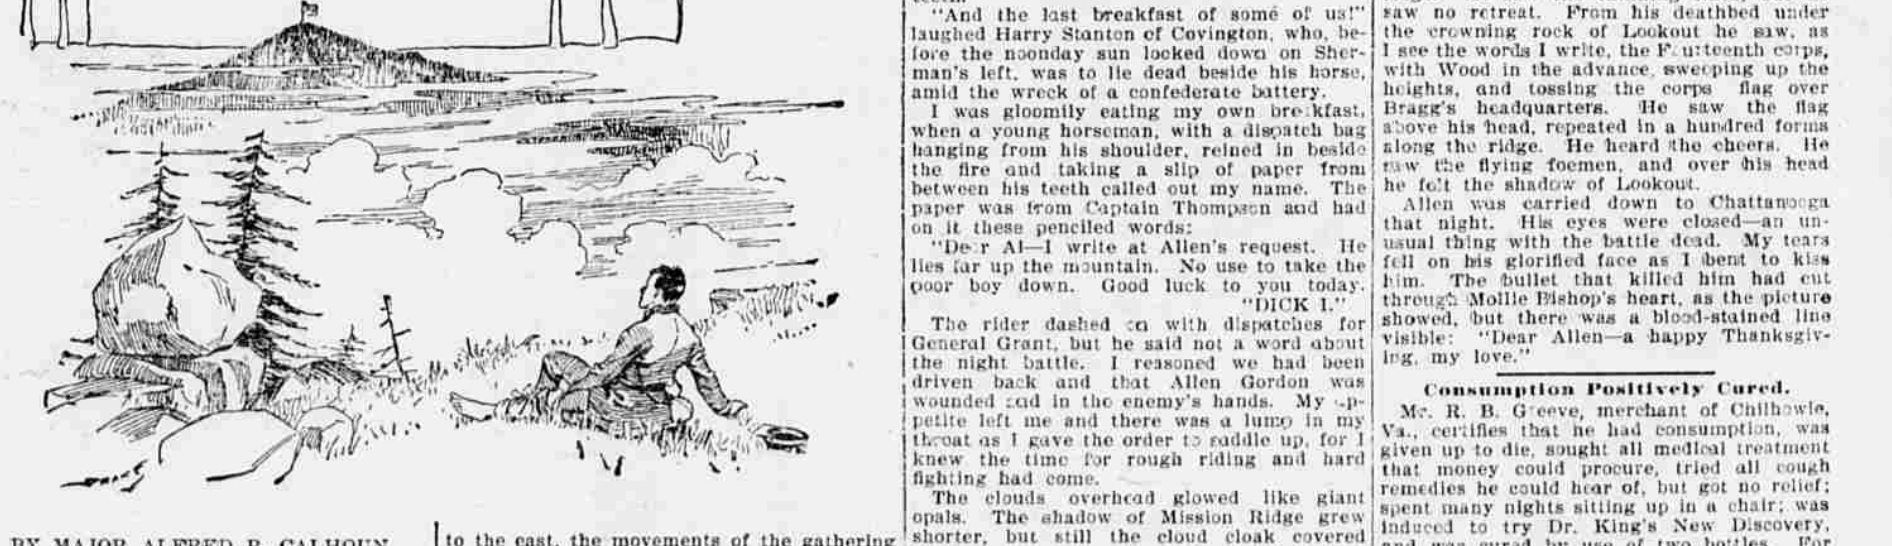 BY MAJOR ALFRED R. CALHOUN
to the east, the movements of the gathering
"And the last breakfast of some of us!"
laughed Harry Stanton of Covington, who, be-
fore the noonday sun looked down on Sher-
man's left, was to lie dead beside his horse,
amid the wreck of a confederate battery.
I was gloomily eating my own breakfast,
when a young horseman, with a dispatch bag
hanging from his shoulder, reined in beside
the fire and taking a slip of paper from
between his teeth called out my name. The
paper was from Captain Thompson and had
on it these penciled words:
"Dear Al—I write at Allen's request. He
lies far up the mountain. No use to take the
poor boy down. Good luck to you today.
"DICK I."
The rider dashed on with dispatches for
General Grant, but he said not a word about
the night battle. I reasoned we had been
driven back and that Allen Gordon was
wounded and in the enemy's hands. My ap-
petite left me and there was a lump in my
throat as I gave the order to saddle up, for I
knew the time for rough riding and hard
fighting had come.
The clouds overhead glowed like giant
opals. The shadow of Mission Ridge grew
shorter, but still the cloud cloak covered
saw no retreat. From his deathbed under
the crowning rock of Lookout he saw, as
I see the words I write, the Fourteenth corps,
with Wood in the advance, sweeping up the
heights, and tossing the corps flag over
Bragg's headquarters. He saw the flag
above his head, repeated in a hundred forms
along the ridge. He heard the cheers. He
saw the flying foemen, and over his head
he felt the shadow of Lookout.
Allen was carried down to Chattanooga
that night. His eyes were closed—an un-
usual thing with the battle dead. My tears
fell on his glorified face as I bent to kiss
him. The bullet that killed him had cut
through Mollie Bishop's heart, as the picture
showed, but there was a blood-stained line
visible: "Dear Allen—a happy Thanksgiv-
ing, my love."
Consumption Positively Cured.
Mr. R. B. Greeve, merchant of Chilhowie,
Va., certifies that he had consumption, was
given up to die, sought all medical treatment
that money could procure, tried all cough
remedies he could hear of, but got no relief;
spent many nights sitting up in a chair; was
induced to try Dr. King's New Discovery,
and was cured by use of two bottles. For